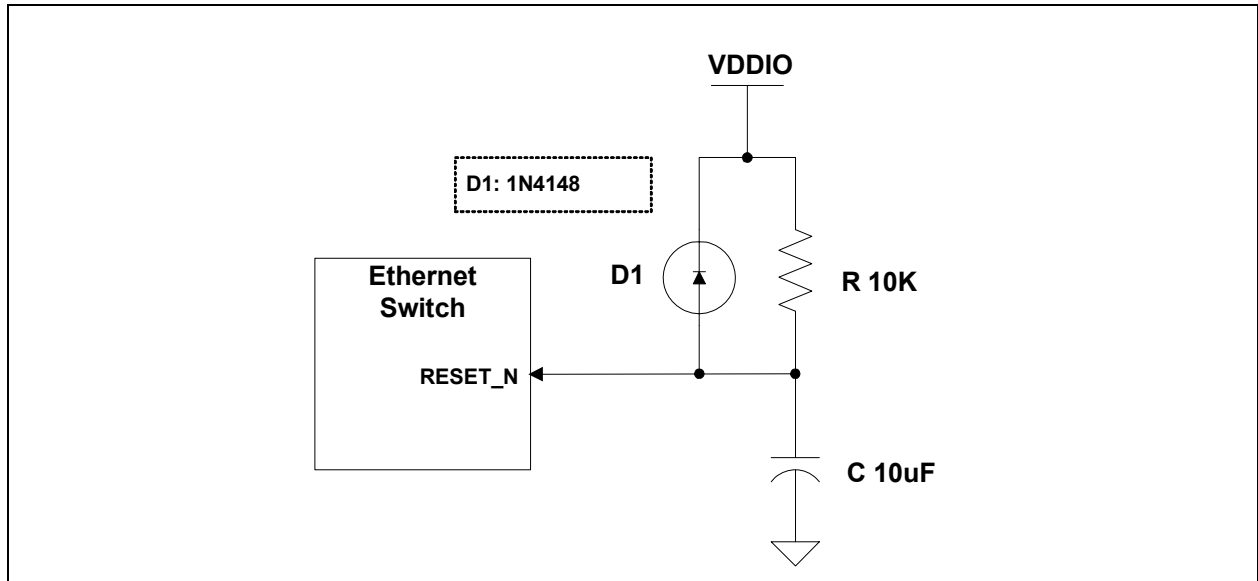 VDDIO
D1: 1N4148
D1
R 10K
Ethernet
Switch
RESET_N
C 10uF